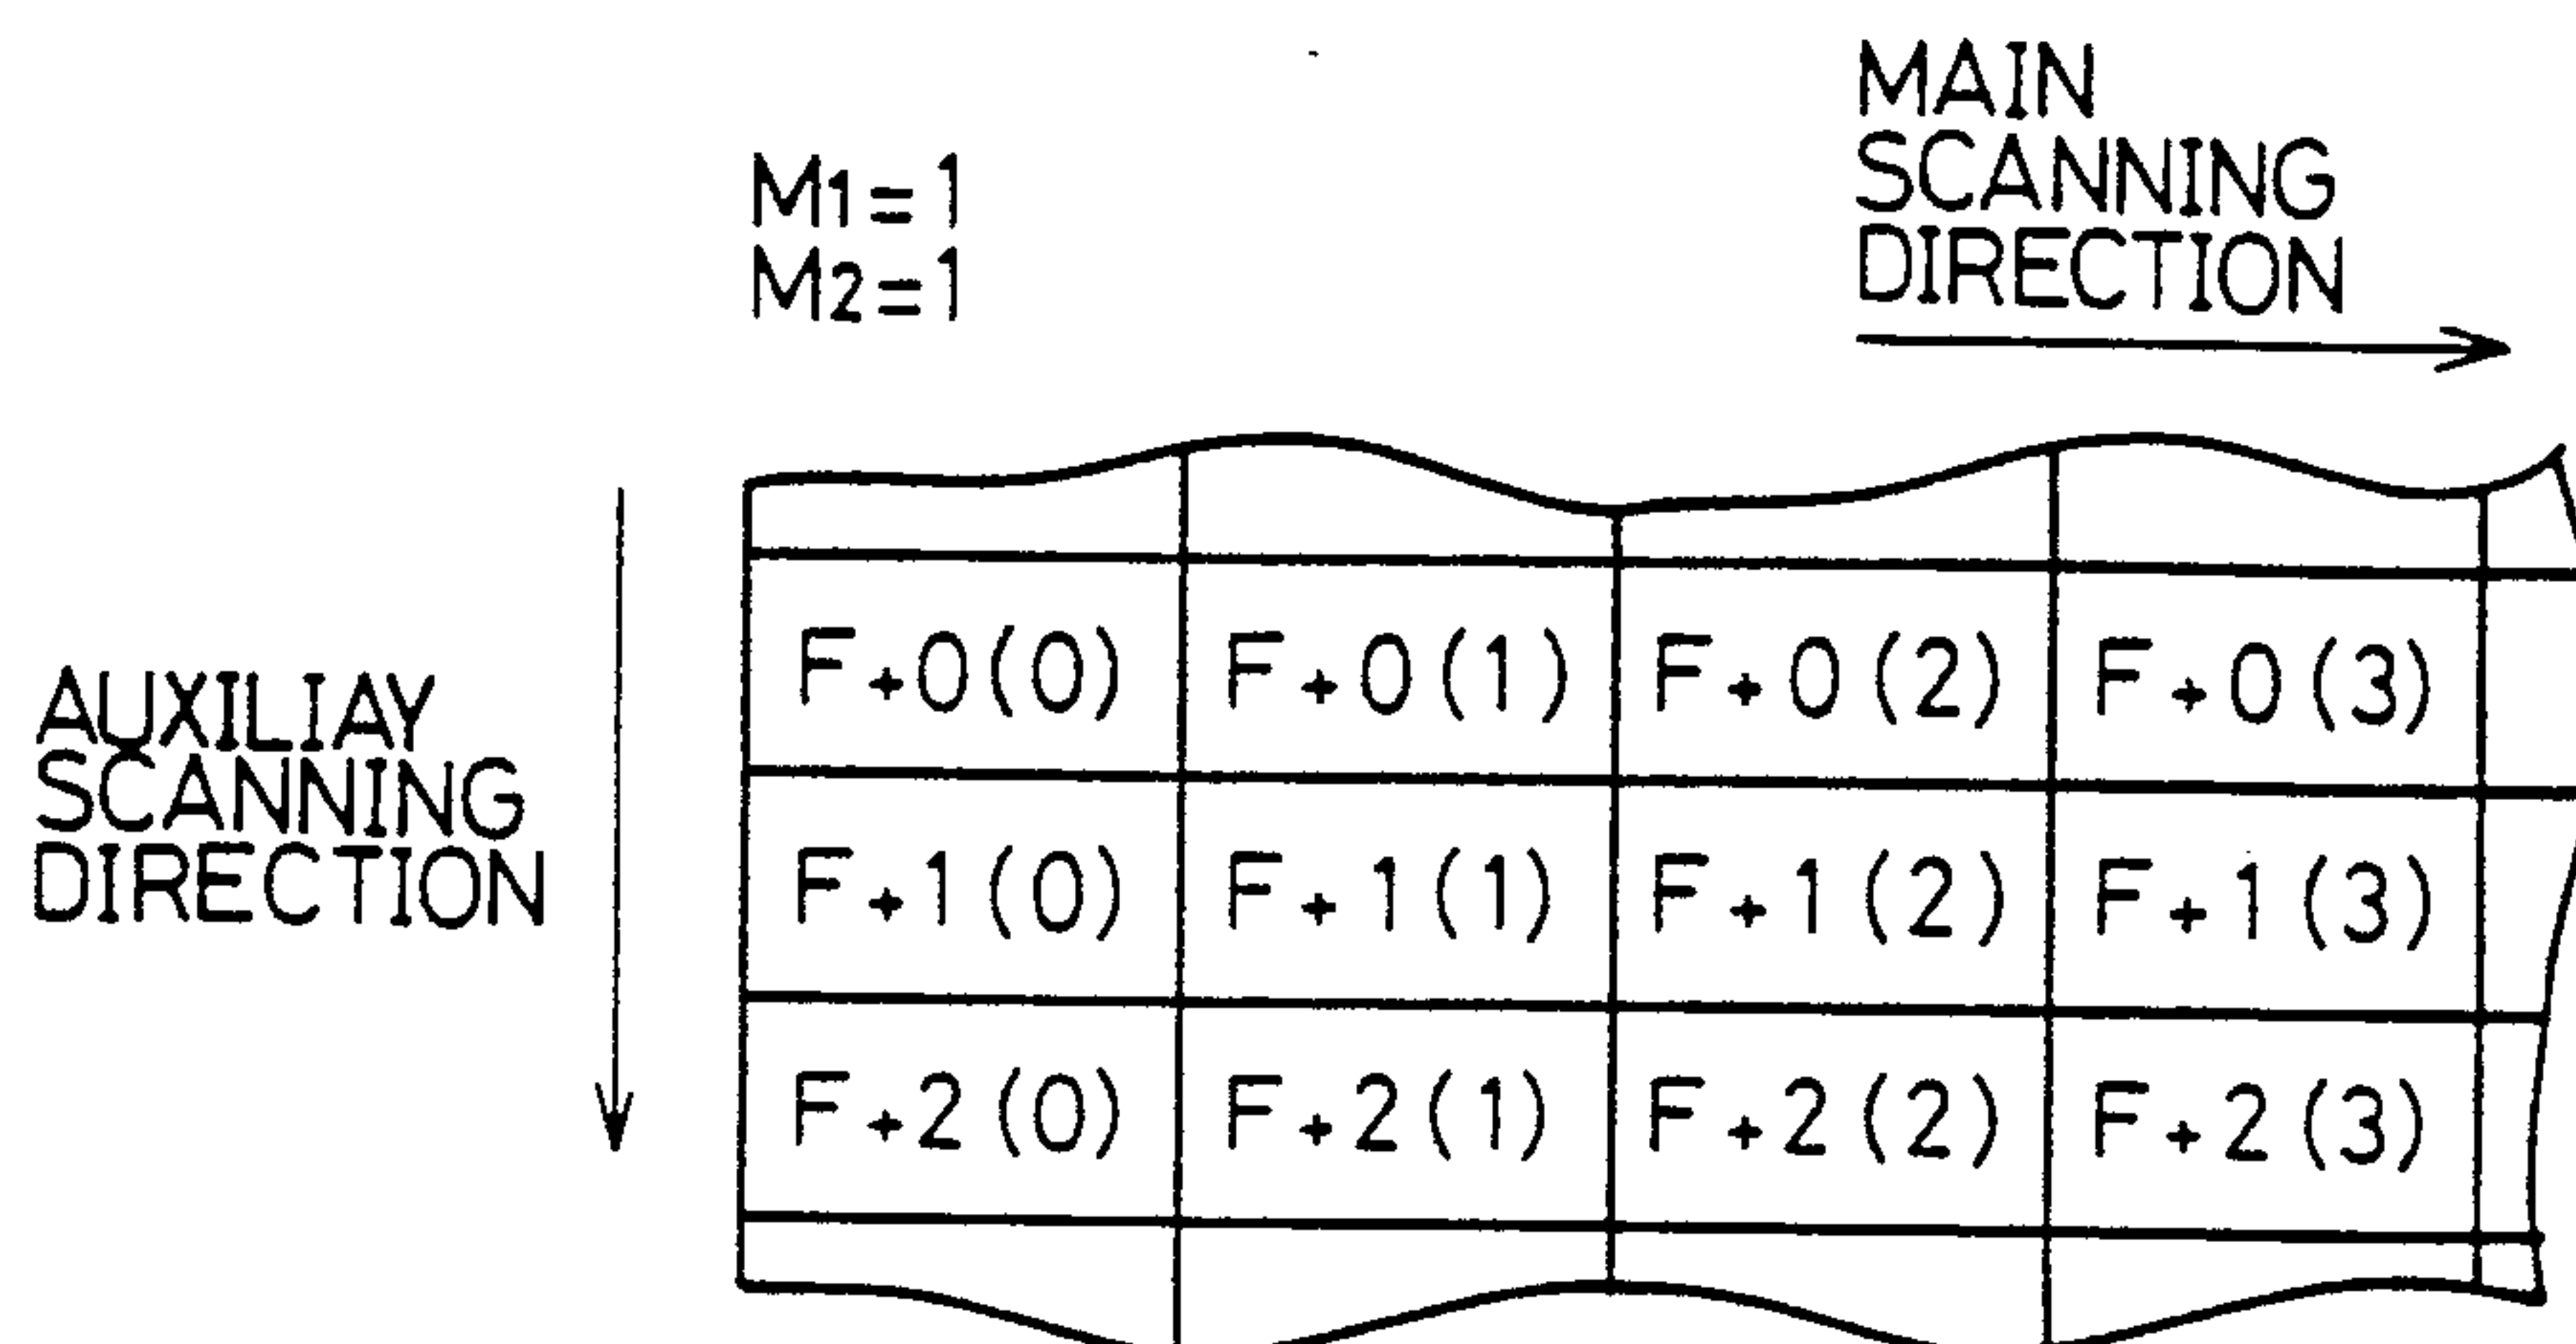 M1=1
M2=1
MAIN
SCANNING
DIRECTION
AUXILIAY
SCANNING
DIRECTION
F+0(0) F+0(1) F+0(2) F+0(3)
F+1(0) F+1(1) F+1(2) F+1(3)
F+2(0) F+2(1) F+2(2) F+2(3)